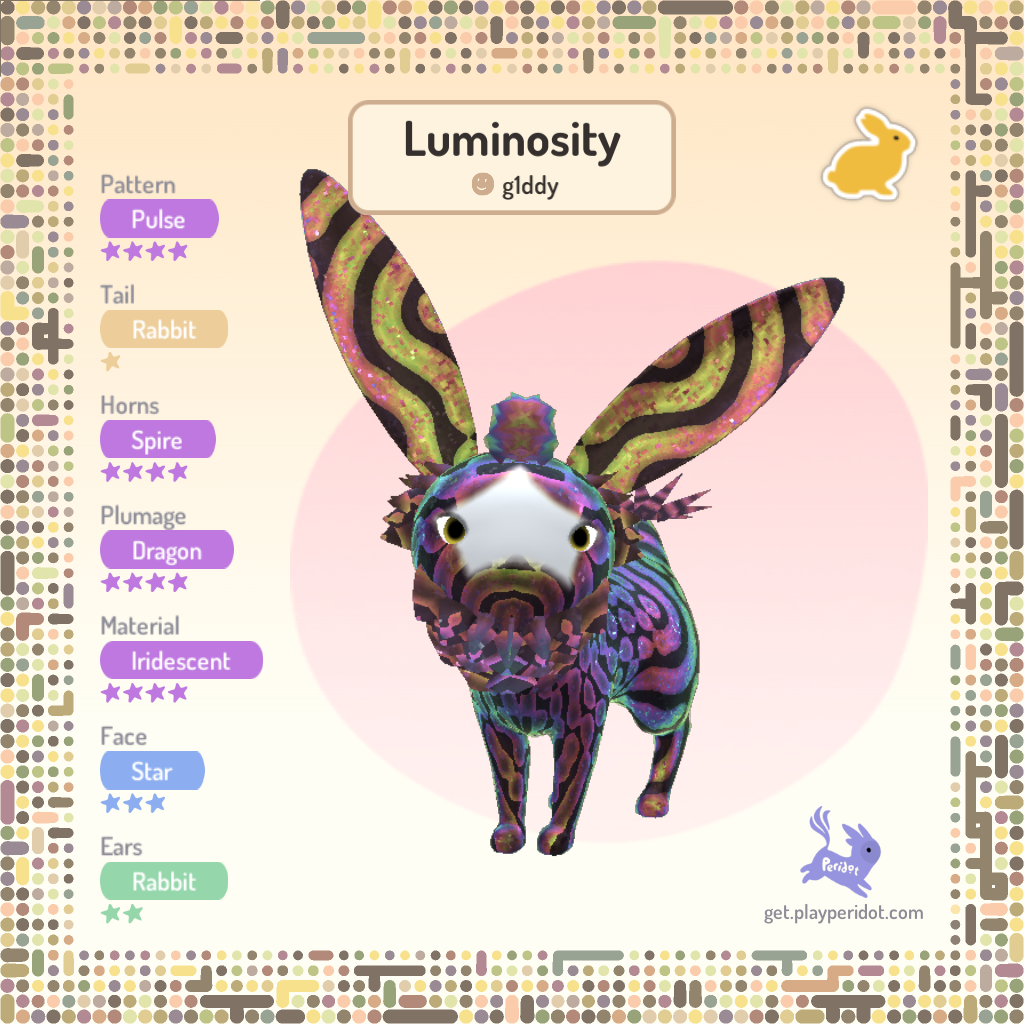 Luminosity
g1ddy
Pattern
Pulse
Tail
Rabbit
Horns
Spire
Plumage
Dragon
Material
Iridescent
Face
Star
Ears
Rabbit
Peridot
get.playperidot.com